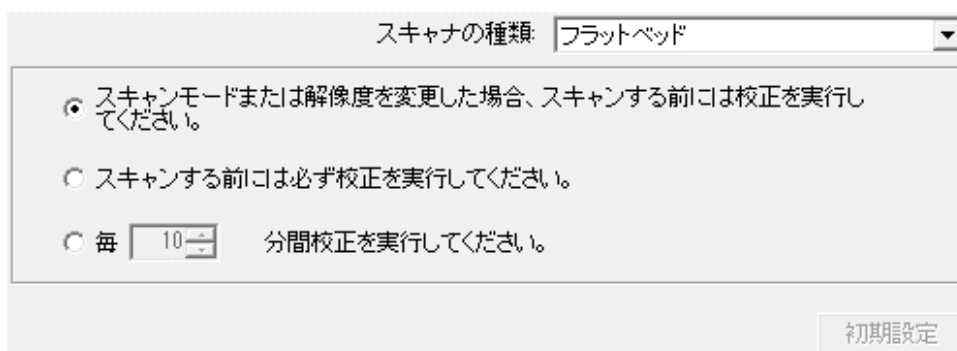 スキャナの種類: フラットベッド
スキャンモードまたは解像度を変更した場合、スキャンする前には校正を実行し
てください。
スキャンする前には必ず校正を実行してください。
毎 10 分間校正を実行してください。
初期設定